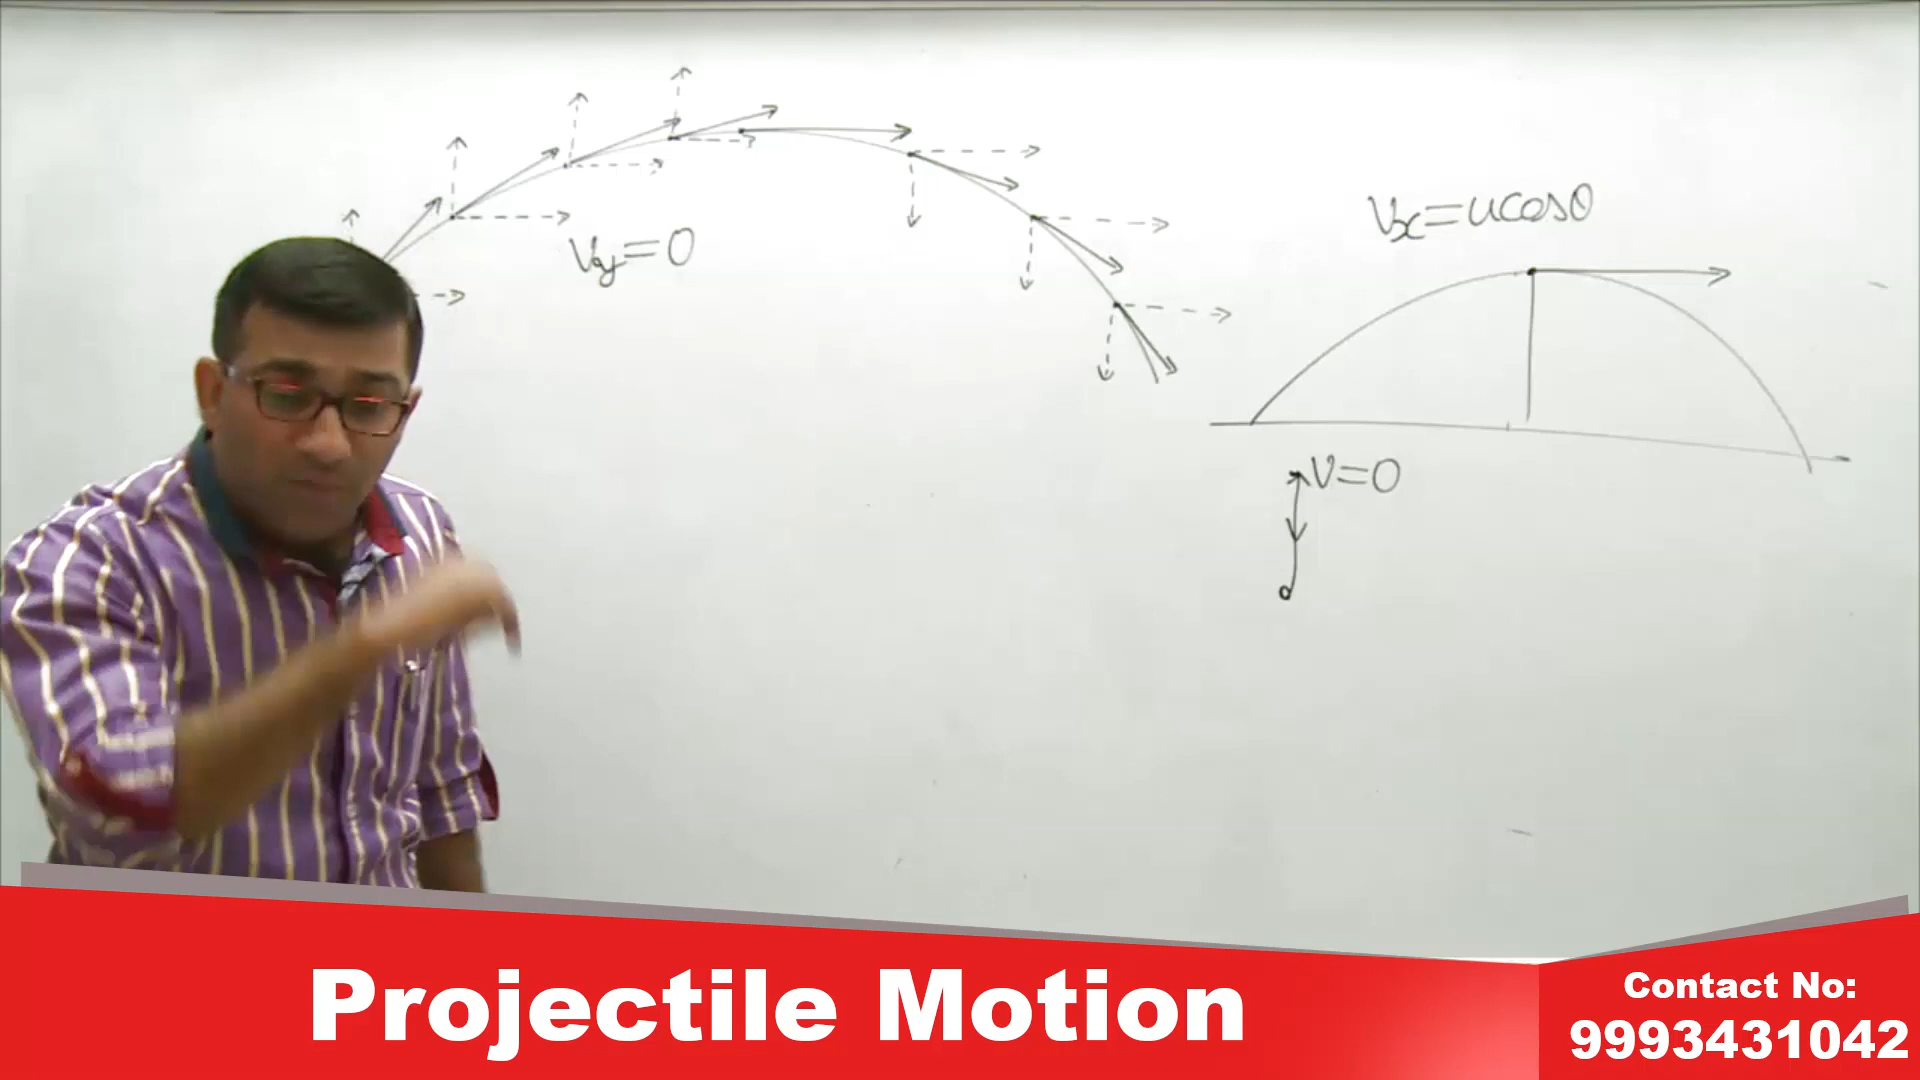 Vy=0
Vx=ucosθ
V=0
Projectile Motion
Contact No:
9993431042